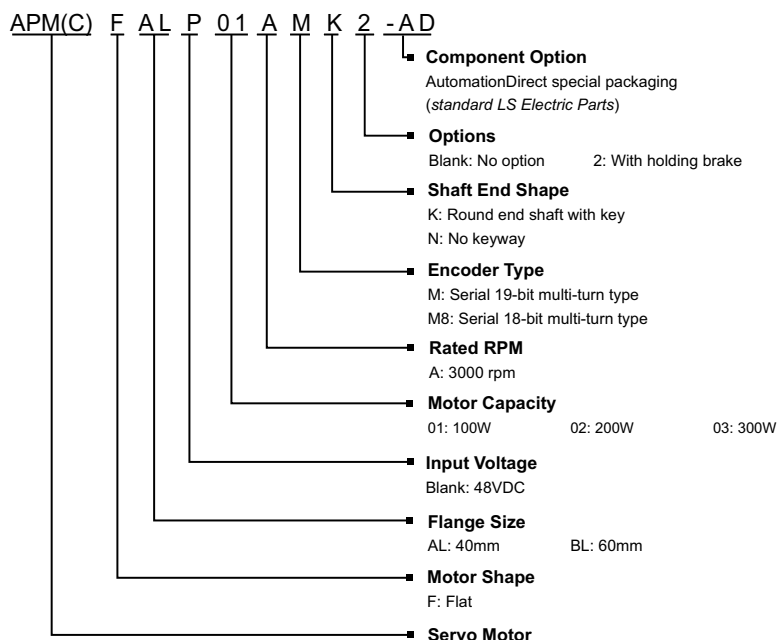 APM(C) F AL P 01 A M K 2 -AD
Component Option
AutomationDirect special packaging
(standard LS Electric Parts)
Options
Blank: No option 2: With holding brake
Shaft End Shape
K: Round end shaft with key
N: No keyway
Encoder Type
M: Serial 19-bit multi-turn type
M8: Serial 18-bit multi-turn type
Rated RPM
A: 3000 rpm
Motor Capacity
01: 100W 02: 200W 03: 300W
Input Voltage
Blank: 48VDC
Flange Size
AL: 40mm BL: 60mm
Motor Shape
F: Flat
Servo Motor